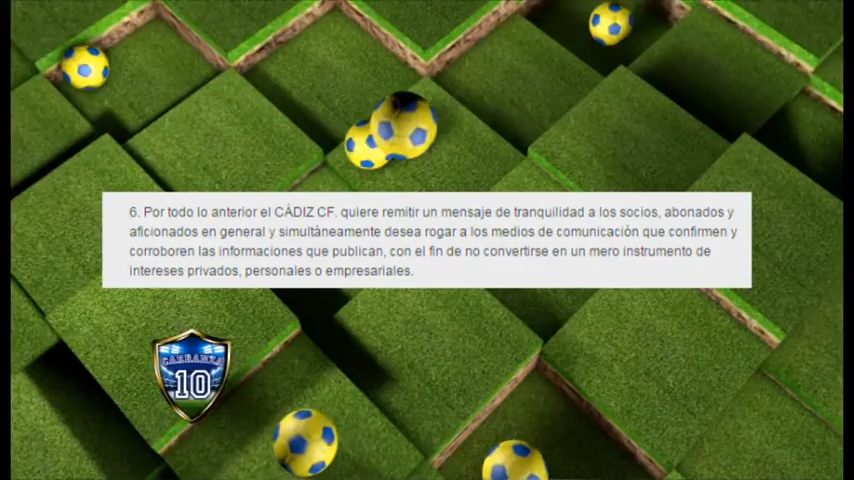 6. Por todo lo anterior el CÁDIZ CF. quiere remitir un mensaje de tranquilidad a los socios, abonados y
aficionados en general y simultáneamente desea rogar a los medios de comunicación que confirmen y
corroboren las informaciones que publican, con el fin de no convertirse en un mero instrumento de
intereses privados, personales o empresariales.
CARRANZA
10